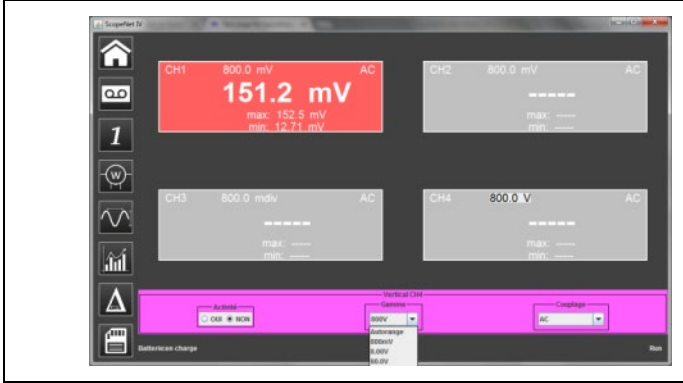 ScopeNet IV
CH1 800.0 mV AC
151.2 mV
max: 152.5 mV
min: 12.71 mV
CH2 800.0 mV AC
-----
max: -----
min: -----
CH3 800.0 mdiv AC
-----
max: -----
min: -----
CH4 800.0 V AC
-----
max: -----
min: -----
1
W
Vertical CH4
Activité
OUI NON
Gamme
800V
Autorange
800mV
8.00V
80.0V
Couplage
AC
Batterieen charge
Run